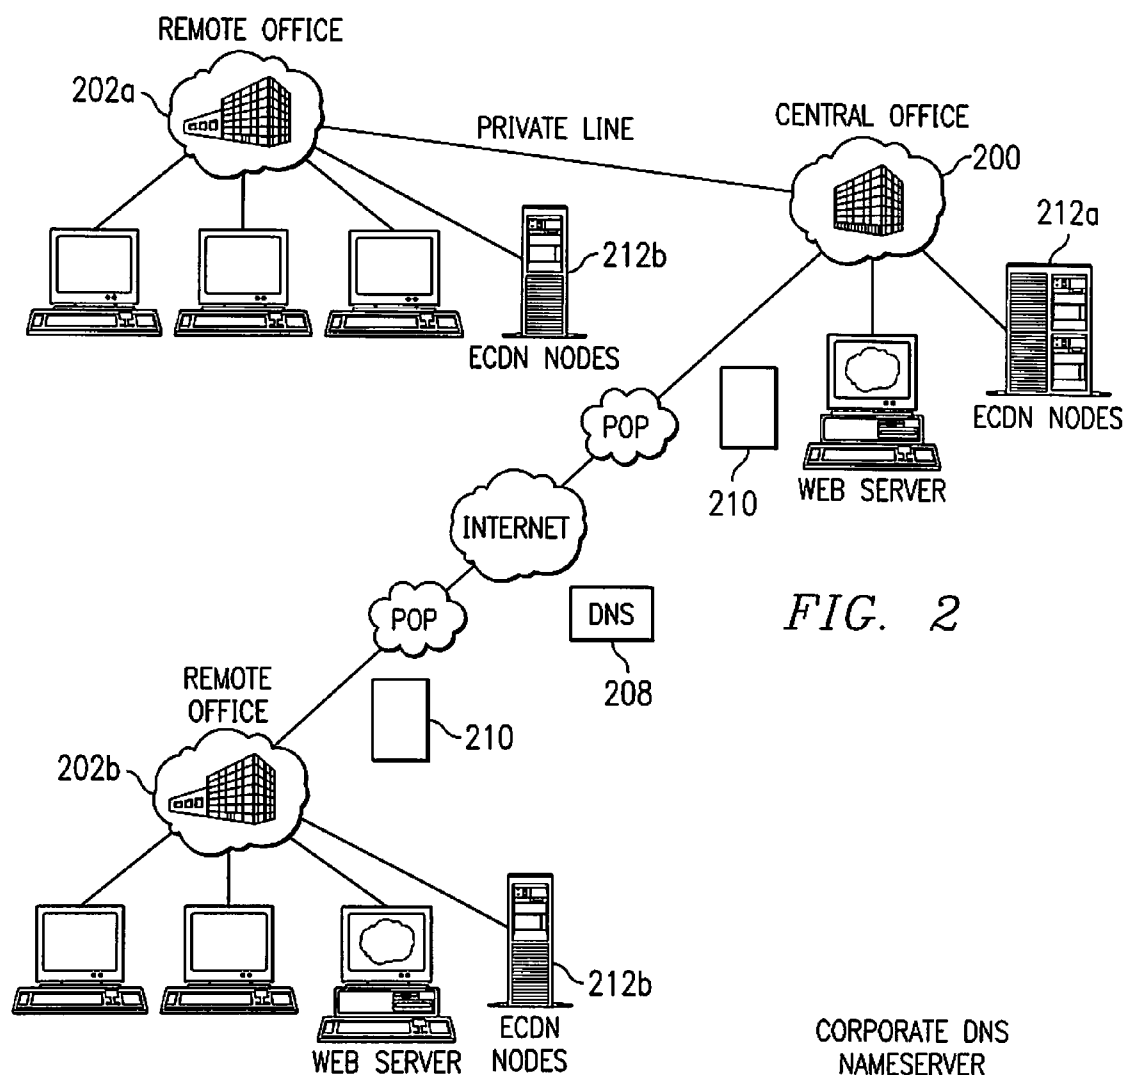 REMOTE OFFICE
202a
PRIVATE LINE
CENTRAL OFFICE
200
212a
212b
ECDN NODES
ECDN NODES
POP
210
WEB SERVER
INTERNET
POP
DNS
208
FIG. 2
REMOTE
OFFICE
210
202b
212b
WEB SERVER
ECDN
NODES
CORPORATE DNS
NAMESERVER